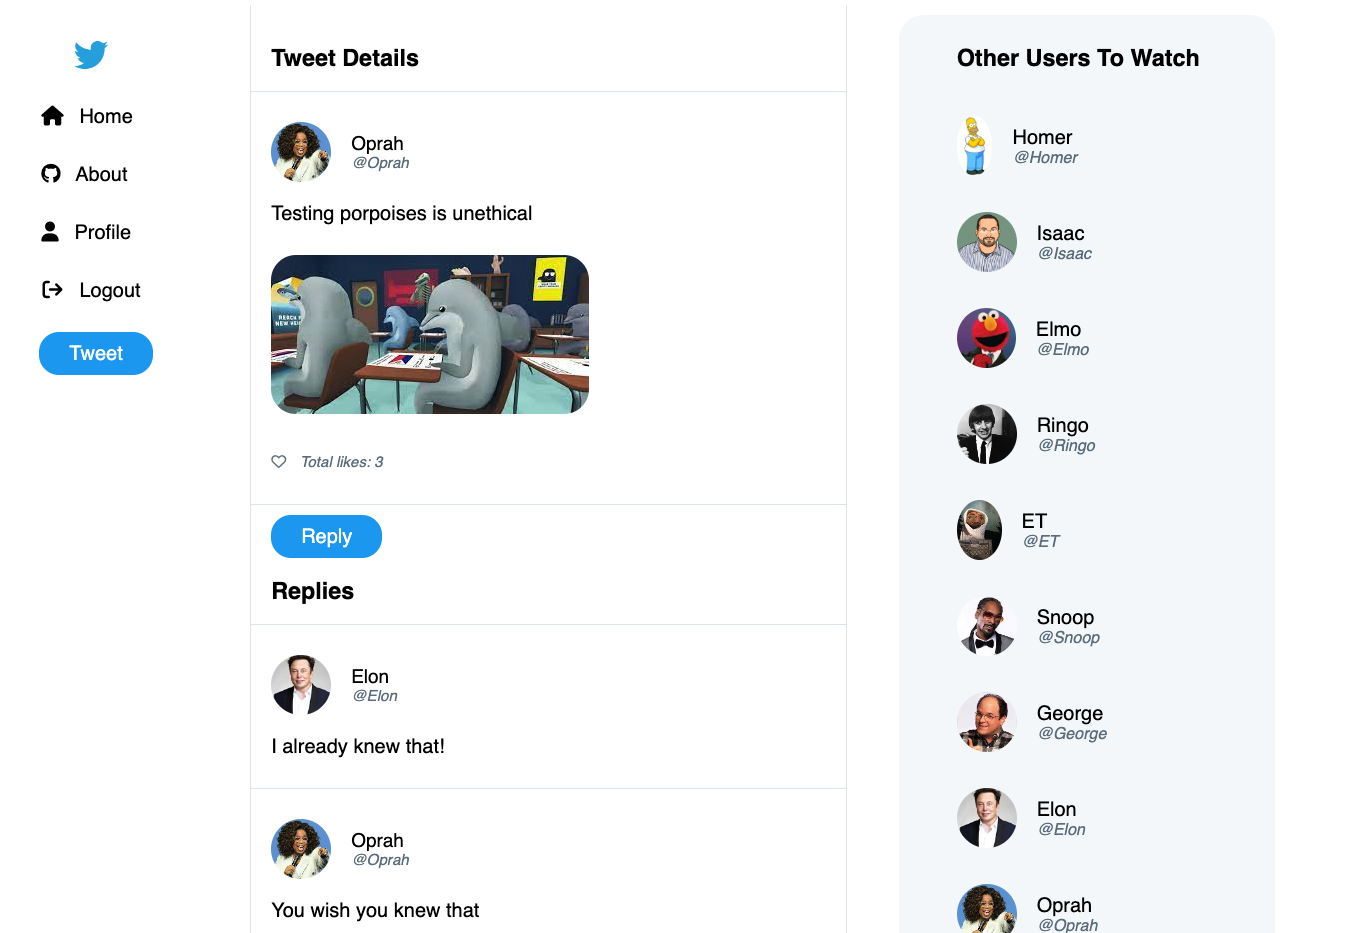 Home
About
Profile
Logout
Tweet
Tweet Details
Oprah
@Oprah
Testing porpoises is unethical
Total likes: 3
Reply
Replies
Elon
@Elon
I already knew that!
Oprah
@Oprah
You wish you knew that
Other Users To Watch
Homer
@Homer
Isaac
@Isaac
Elmo
@Elmo
Ringo
@Ringo
ET
@ET
Snoop
@Snoop
George
@George
Elon
@Elon
Oprah
@Oprah